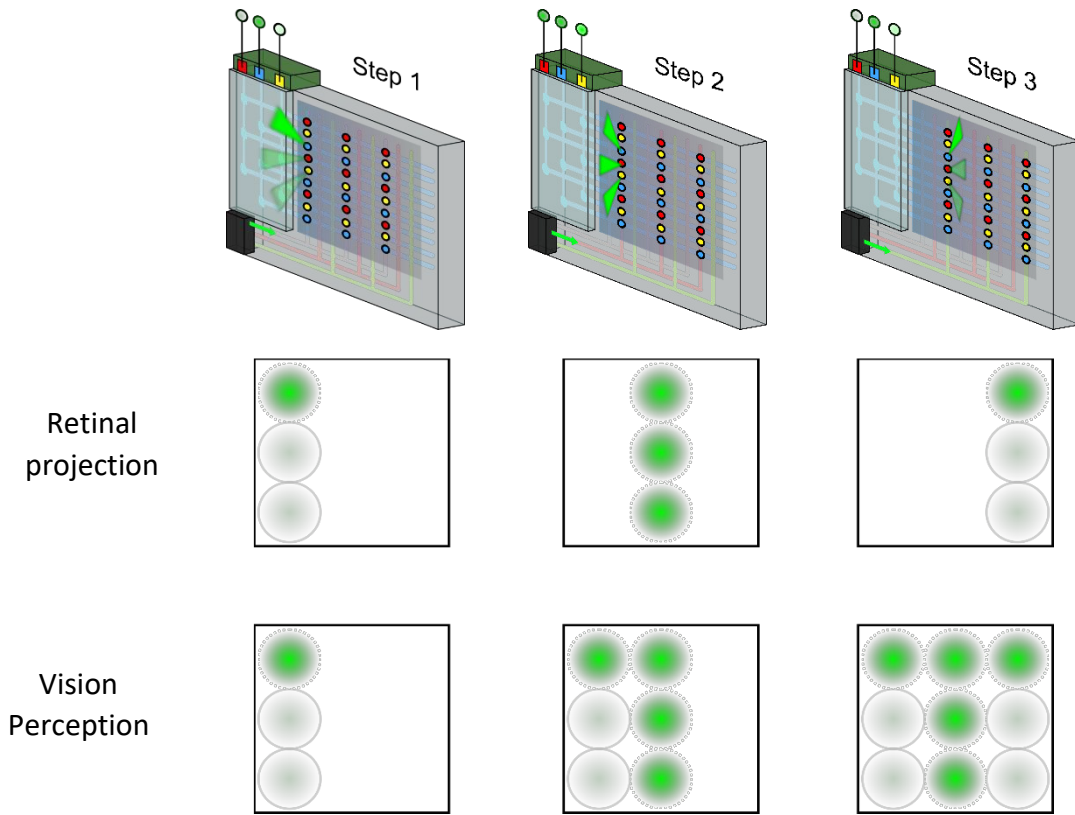 Step 1
Step 2
Step 3
Retinal
projection
Vision
Perception